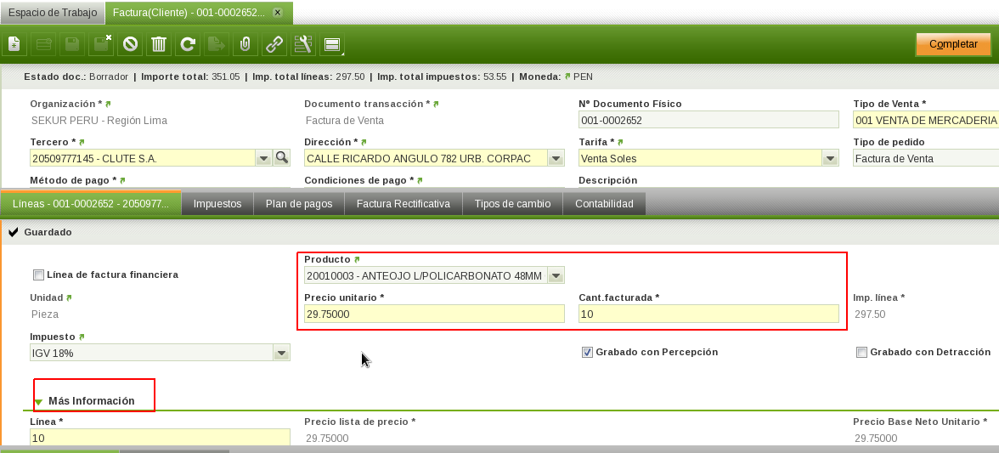 Espacio de Trabajo Factura(Cliente) - 001-0002652... x
Completar
Estado doc.: Borrador | Importe total: 351.05 | Imp. total líneas: 297.50 | Imp. total impuestos: 53.55 | Moneda: PEN
Organización * Documento transacción * Nº Documento Físico Tipo de Venta *
SEKUR PERU - Región Lima Factura de Venta 001-0002652 001 VENTA DE MERCADERIA
Tercero * Dirección * Tarifa * Tipo de pedido
20509777145 - CLUTE S.A. CALLE RICARDO ANGULO 782 URB. CORPAC Venta Soles Factura de Venta
Método de pago * Condiciones de pago * Descripción
Líneas - 001-0002652 - 2050977... Impuestos Plan de pagos Factura Rectificativa Tipos de cambio Contabilidad
Guardado
Producto
Línea de factura financiera 20010003 - ANTEOJO L/POLICARBONATO 48MM
Unidad Precio unitario * Cant.facturada * Imp. línea *
Pieza 29.75000 10 297.50
Impuesto
IGV 18% Grabado con Percepción Grabado con Detracción
Más Información
Línea * Precio lista de precio * Precio Base Neto Unitario *
10 29.75000 29.75000